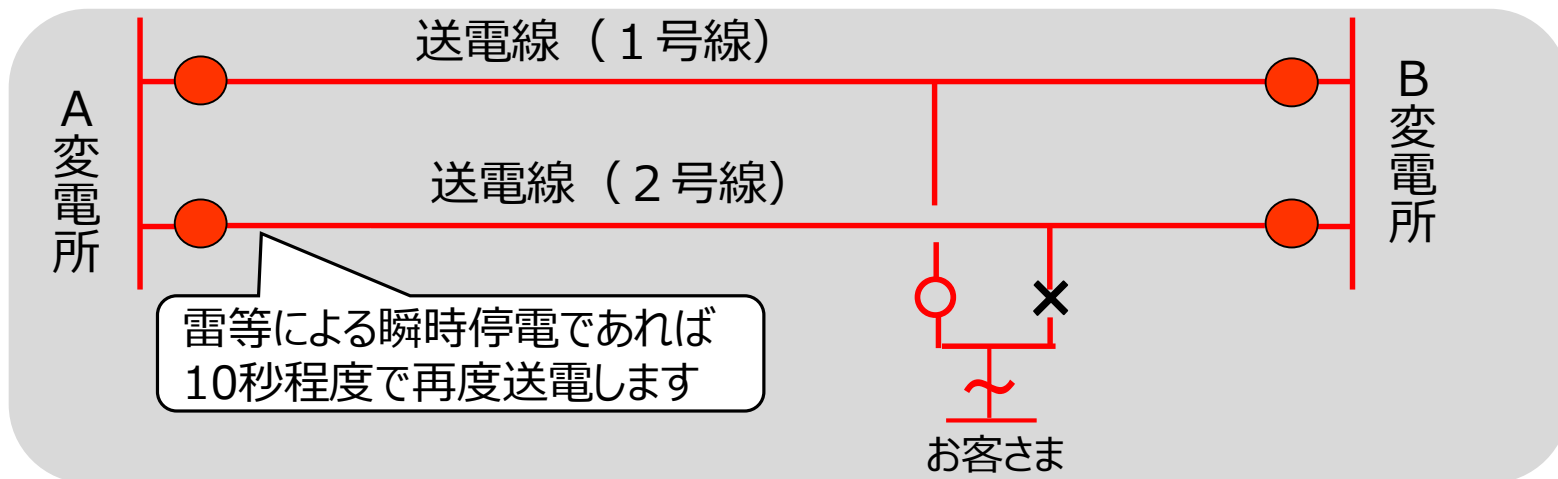 送電線（１号線）
A変電所
B変電所
送電線（２号線）
雷等による瞬時停電であれば
10秒程度で再度送電します
お客さま